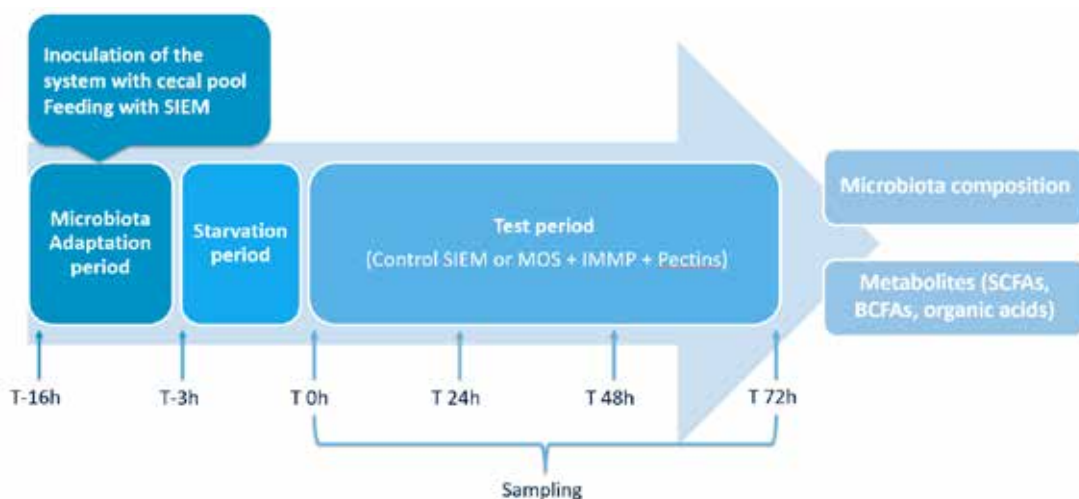 Inoculation of the
system with cecal pool
Feeding with SIEM
Microbiota
Adaptation
period
Starvation
period
Test period
(Control SIEM or MOS + IMMP + Pectins)
Microbiota composition
Metabolites (SCFAs,
BCFAs, organic acids)
T-16h
T-3h
T 0h
T 24h
T 48h
T 72h
Sampling